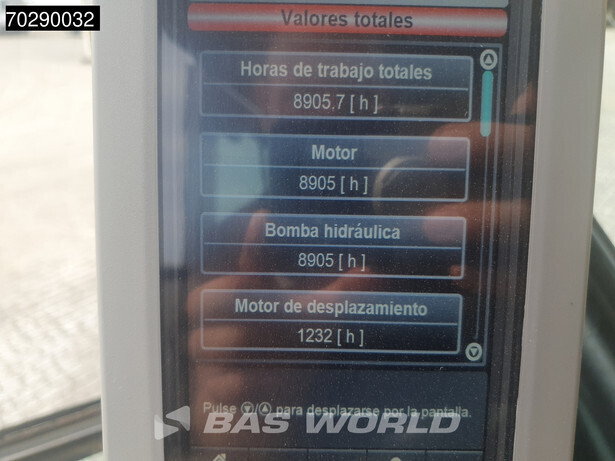 70290032
Valores totales
Horas de trabajo totales
8905.7 [ h ]
Motor
8905 [ h ]
Bomba hidráulica
8905 [ h ]
Motor de desplazamiento
1232 [ h ]
Pulse ▽/△ para desplazarse por la pantalla.
BAS WORLD